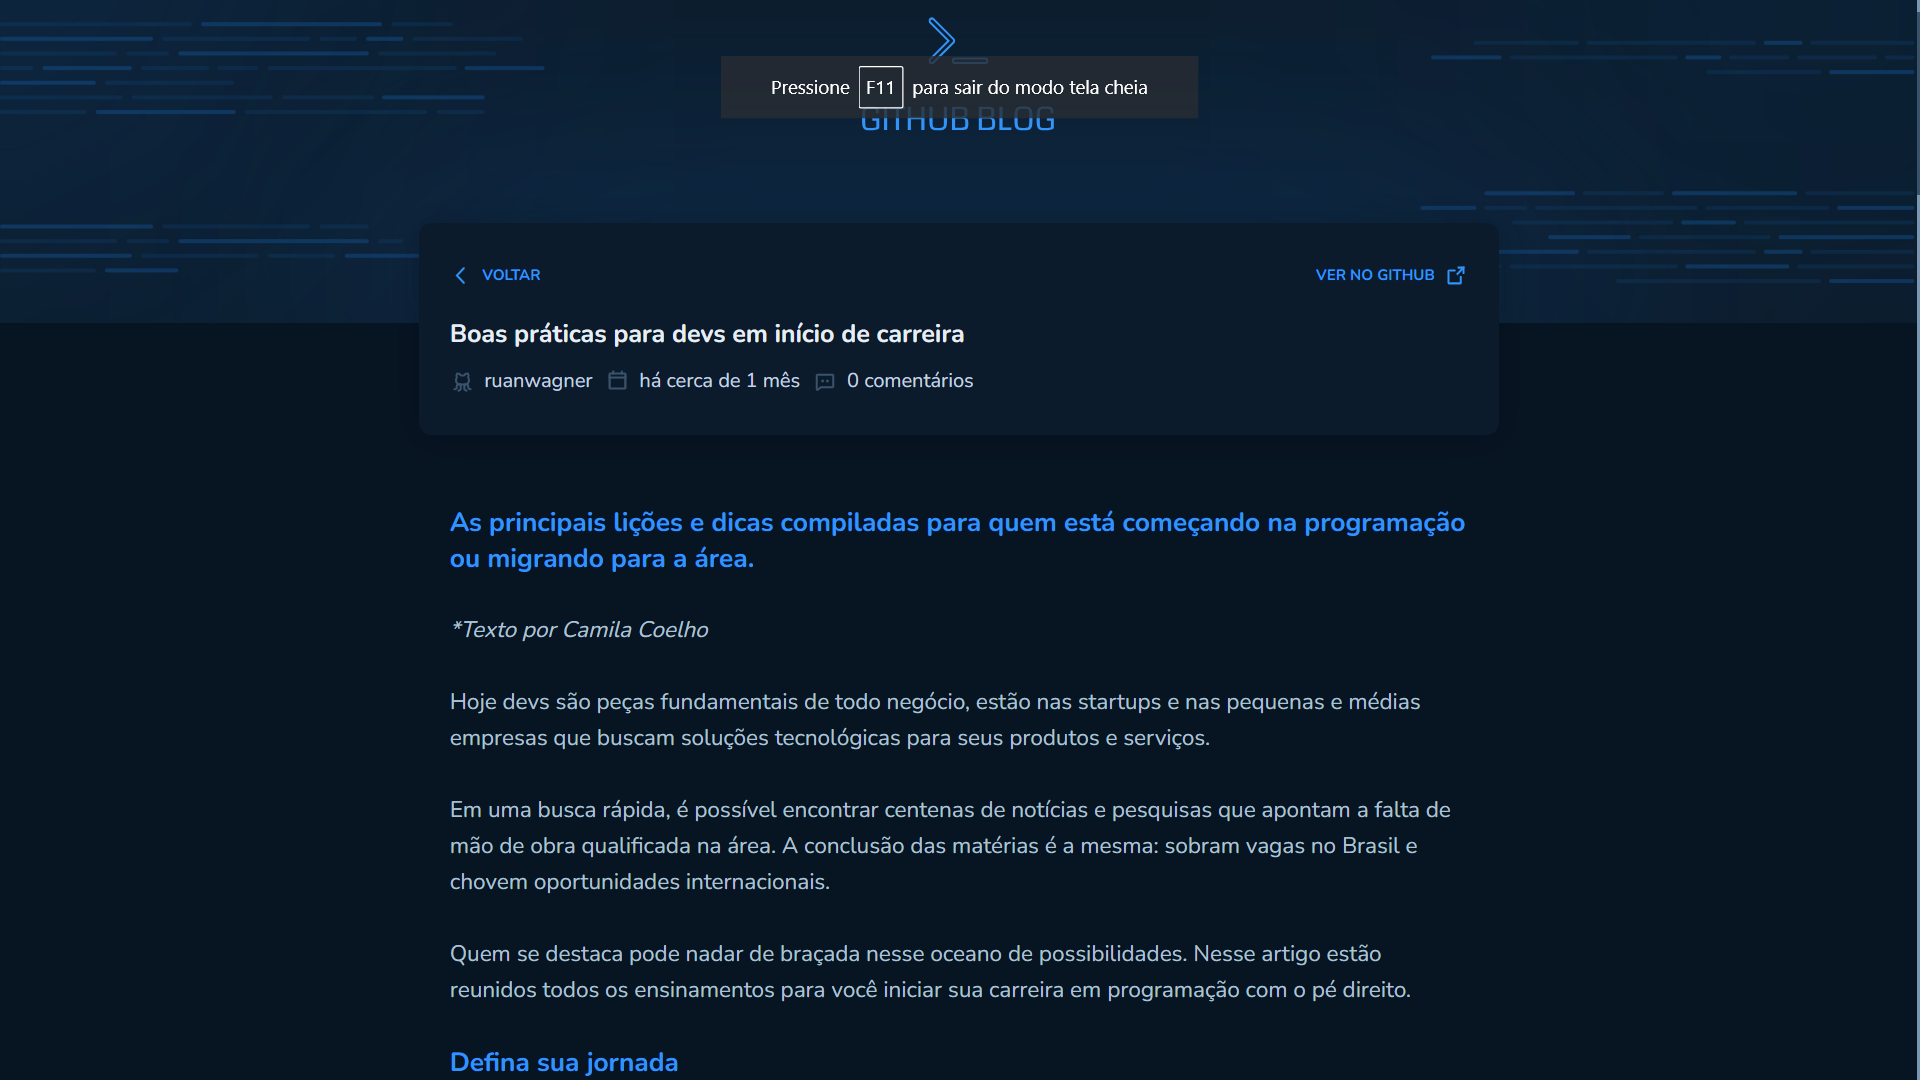 Pressione F11 para sair do modo tela cheia
GITHUB BLOG
VOLTAR
VER NO GITHUB
Boas práticas para devs em início de carreira
ruanwagner há cerca de 1 mês 0 comentários
As principais lições e dicas compiladas para quem está começando na programação
ou migrando para a área.
*Texto por Camila Coelho
Hoje devs são peças fundamentais de todo negócio, estão nas startups e nas pequenas e médias
empresas que buscam soluções tecnológicas para seus produtos e serviços.
Em uma busca rápida, é possível encontrar centenas de notícias e pesquisas que apontam a falta de
mão de obra qualificada na área. A conclusão das matérias é a mesma: sobram vagas no Brasil e
chovem oportunidades internacionais.
Quem se destaca pode nadar de braçada nesse oceano de possibilidades. Nesse artigo estão
reunidos todos os ensinamentos para você iniciar sua carreira em programação com o pé direito.
Defina sua jornada